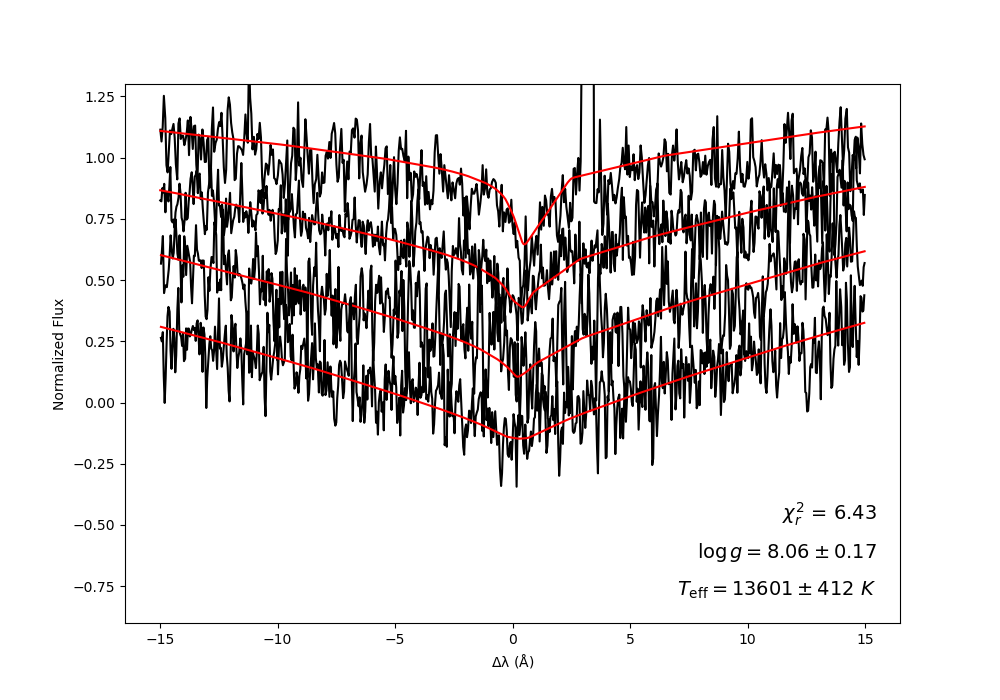 1.25
1.00
0.75
0.50
0.25
0.00
−0.25
−0.50
−0.75
Normalized Flux
χ²ᵣ = 6.43
log g = 8.06 ± 0.17
T_eff = 13601 ± 412 K
−15 −10 −5 0 5 10 15
Δλ (Å)